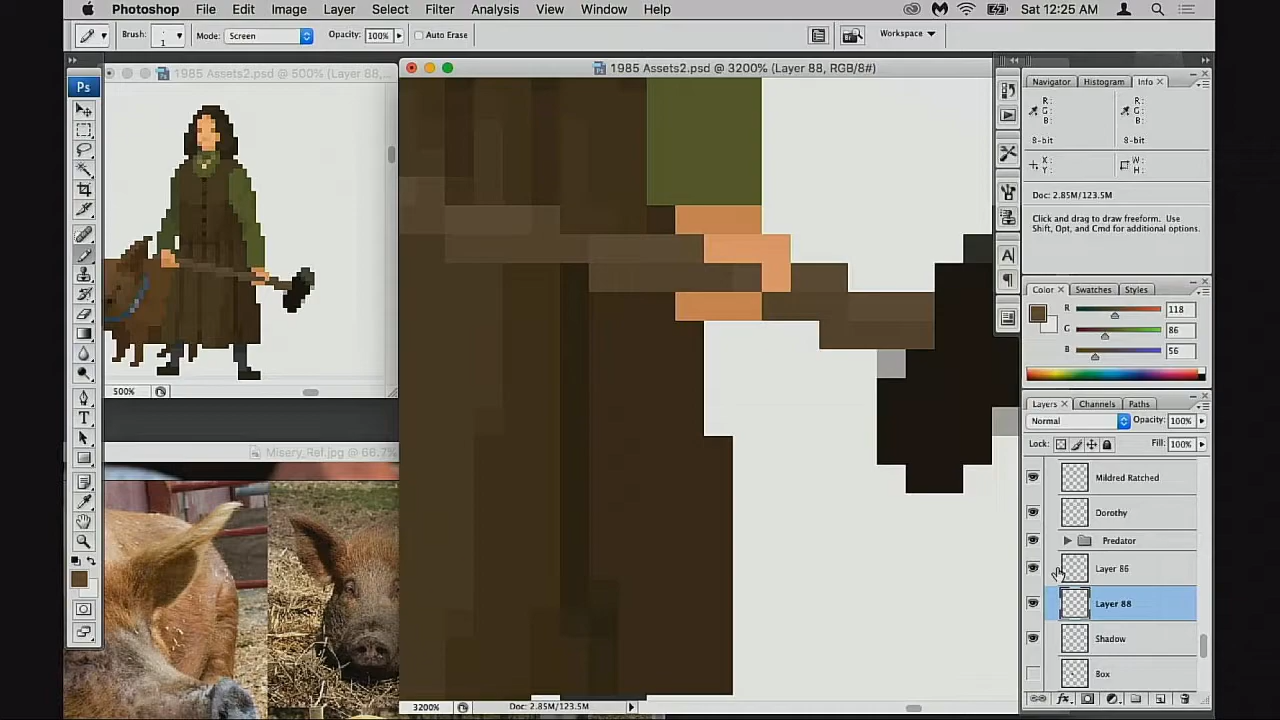 Photoshop File Edit Image Layer Select Filter Analysis View Window Help Sat 12:25 AM
Brush: 1 Mode: Screen Opacity: 100% Auto Erase Workspace
1985 Assets2.psd @ 500% (Layer 88,
1985 Assets2.psd @ 3200% (Layer 88, RGB/8#)
Ps
Navigator Histogram Info
R: R:
G: G:
B: B:
8-bit 8-bit
X: W:
Y: H:
Doc: 2.85M/123.5M
Click and drag to draw freeform. Use
Shift, Opt, and Cmd for additional options.
Color Swatches Styles
R 118
G 86
B 56
500%
Layers Channels Paths
Normal Opacity: 100%
Lock: Fill: 100%
Misery_Ref.jpg @ 66.7%
Mildred Ratched
Dorothy
Predator
Layer 86
Layer 88
Shadow
Box
3200% Doc: 2.85M/123.5M